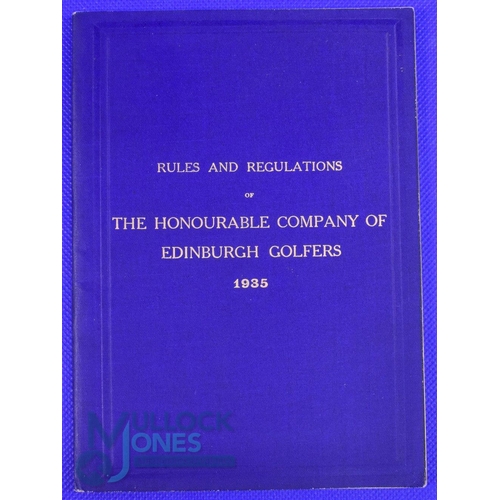 RULES AND REGULATIONS
OF
THE HONOURABLE COMPANY OF
EDINBURGH GOLFERS
1935
MULLOCK
JONES